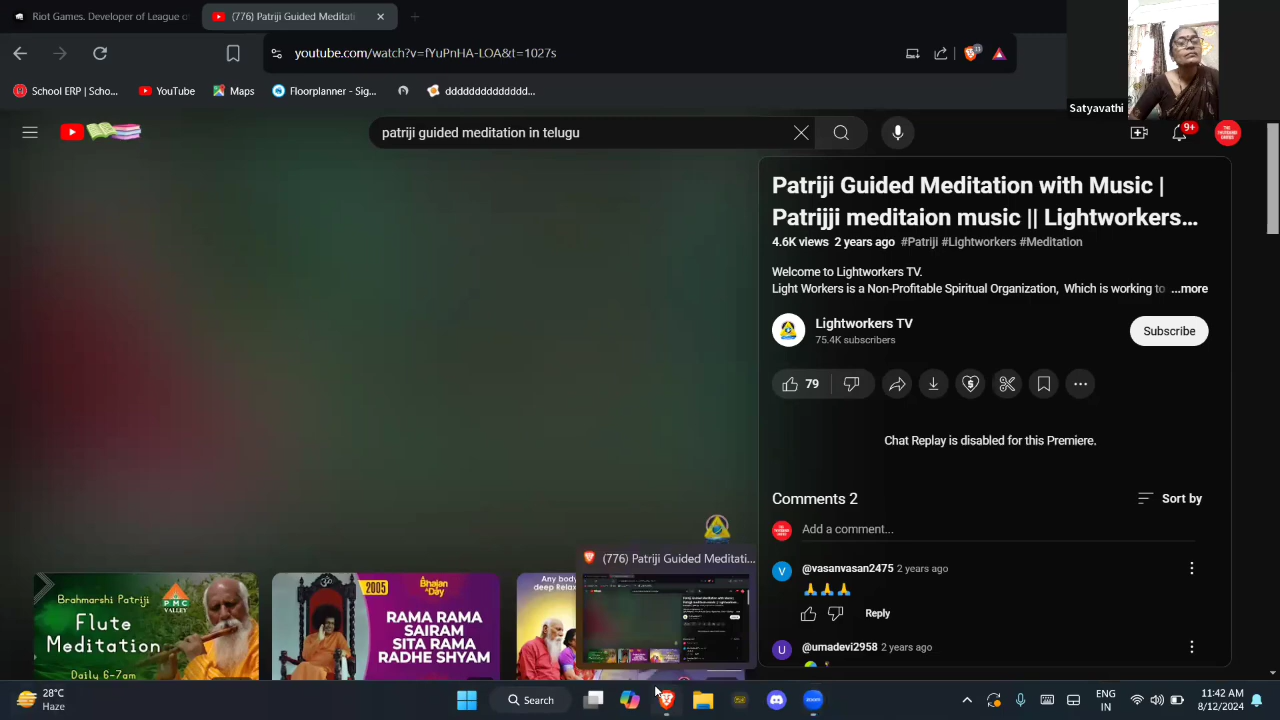 Riot Games. Developer of League o
(776) Patriji Guided Meditati
youtube.com/watch?v=
&t=1027s
School ERP | Scho...
YouTube
Maps
Floorplanner - Sig...
dddddddddddddd...
Satyavathi
patriji guided meditation in telugu
9+
Patriji Guided Meditation with Music |
Patrijji meditaion music || Lightworkers...
4.6K views 2 years ago #Patriji #Lightworkers #Meditation
Welcome to Lightworkers TV.
Light Workers is a Non-Profitable Spiritual Organization, Which is working to ...more
Lightworkers TV
75.4K subscribers
Subscribe
79
Chat Replay is disabled for this Premiere.
Comments 2
Sort by
Add a comment...
@vasanvasan2475 2 years ago
Reply
@umadevi2958 2 years ago
(776) Patriji Guided Meditati...
Brahmarshi Patriji
PMC
VALLEY
Flute
Meditation
Daily 6-7am
2005
A Bhajan
Day
RAMA RAMA
SAIRAM
SITA RAMA
RADHE SHYAM
Any body
deep Relax
28°C
Haze
Search
zoom
ENG
IN
11:42 AM
8/12/2024